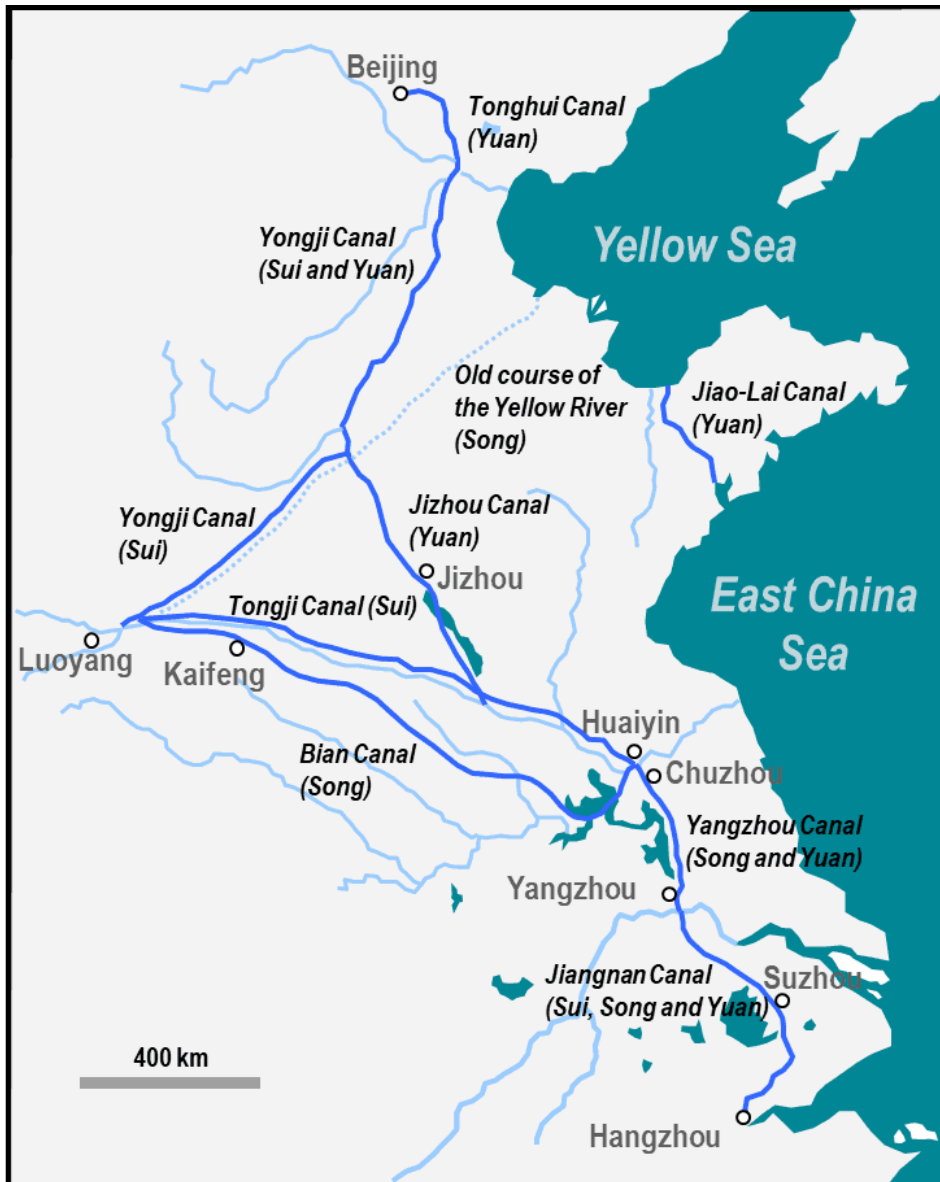 Beijing
Tonghui Canal
(Yuan)
Yongji Canal
(Sui and Yuan)
Yellow Sea
Old course of
the Yellow River
(Song)
Jiao-Lai Canal
(Yuan)
Yongji Canal
(Sui)
Jizhou Canal
(Yuan)
Jizhou
Tongji Canal (Sui)
East China
Sea
Luoyang
Kaifeng
Huaiyin
Bian Canal
(Song)
Chuzhou
Yangzhou Canal
(Song and Yuan)
Yangzhou
Jiangnan Canal
(Sui, Song and Yuan)
Suzhou
400 km
Hangzhou